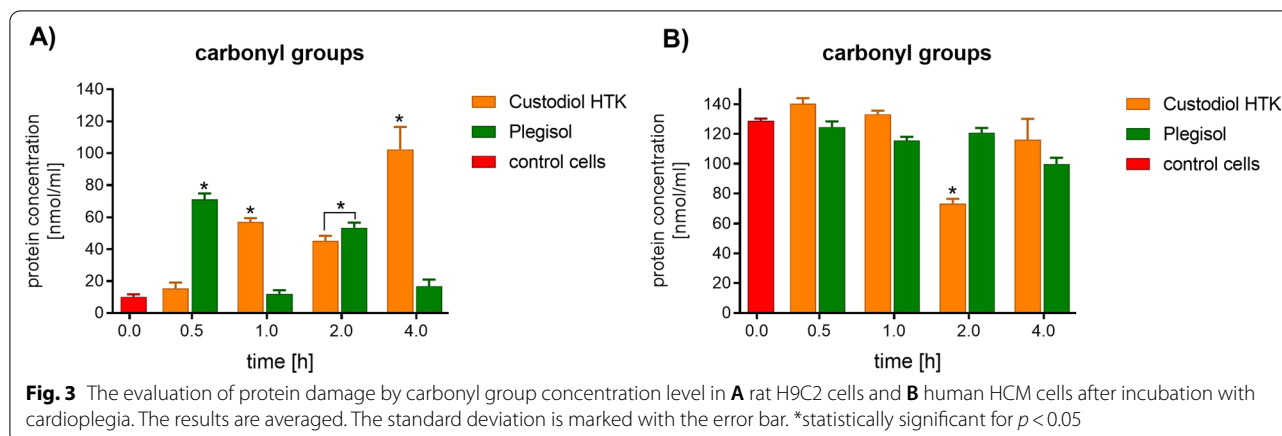 A)
carbonyl groups
protein concentration
[nmol/ml]
140
120
100
80
60
40
20
0
*
*
*
*
0.0 0.5 1.0 2.0 4.0
time [h]
Custodiol HTK
Plegisol
control cells
B)
carbonyl groups
protein concentration
[nmol/ml]
140
120
100
80
60
40
20
0
*
0.0 0.5 1.0 2.0 4.0
time [h]
Custodiol HTK
Plegisol
control cells
Fig. 3 The evaluation of protein damage by carbonyl group concentration level in A rat H9C2 cells and B human HCM cells after incubation with
cardioplegia. The results are averaged. The standard deviation is marked with the error bar. *statistically significant for p < 0.05